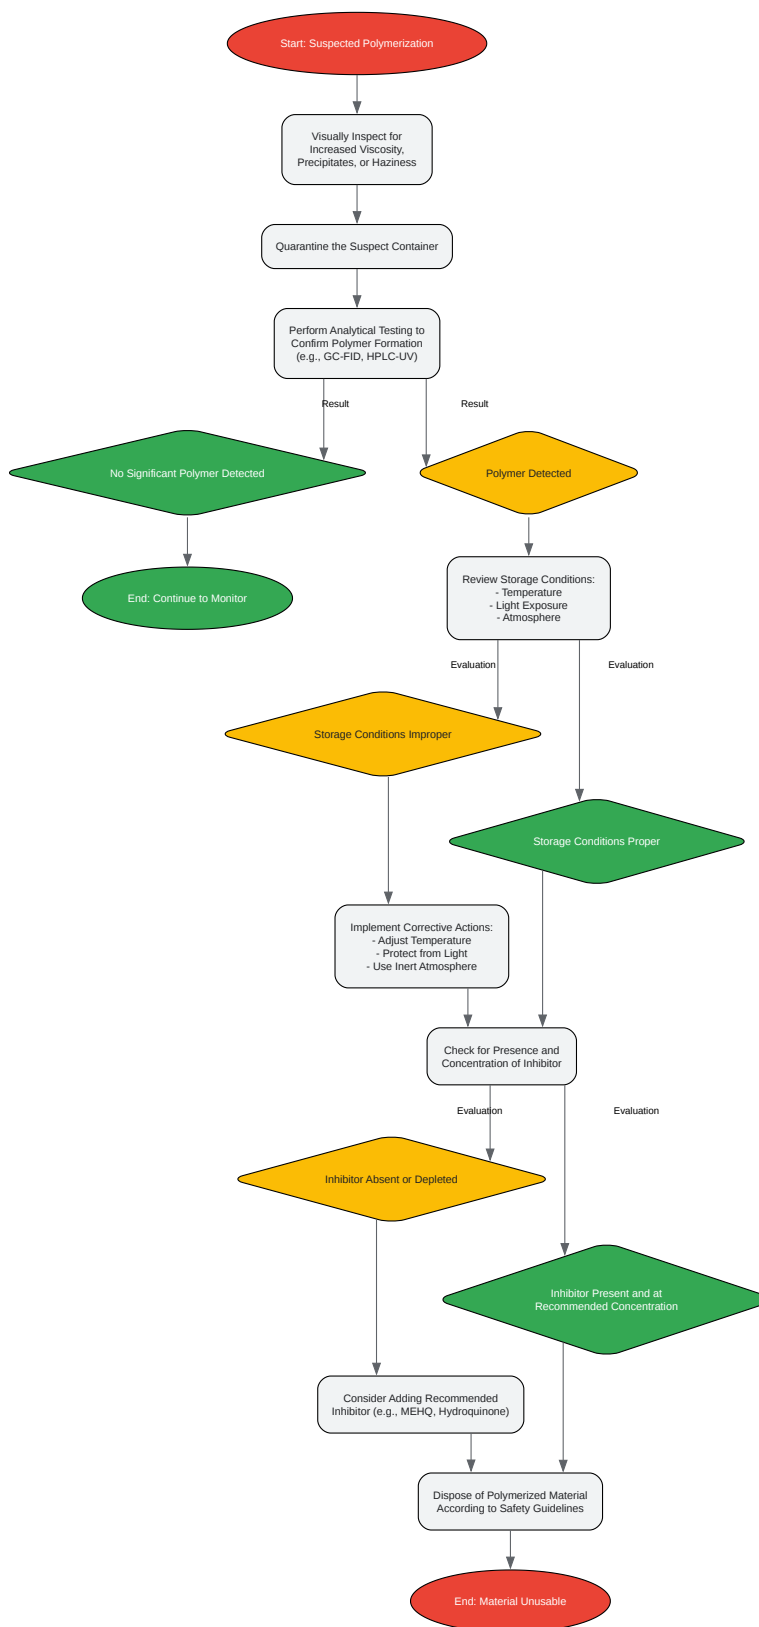 Start: Suspected Polymerization
Visually Inspect for
Increased Viscosity,
Precipitates, or Haziness
Quarantine the Suspect Container
Perform Analytical Testing to
Confirm Polymer Formation
(e.g., GC-FID, HPLC-UV)
Result
Result
No Significant Polymer Detected
Polymer Detected
End: Continue to Monitor
Review Storage Conditions:
- Temperature
- Light Exposure
- Atmosphere
Evaluation
Evaluation
Storage Conditions Improper
Storage Conditions Proper
Implement Corrective Actions:
- Adjust Temperature
- Protect from Light
- Use Inert Atmosphere
Check for Presence and
Concentration of Inhibitor
Evaluation
Evaluation
Inhibitor Absent or Depleted
Inhibitor Present and at
Recommended Concentration
Consider Adding Recommended
Inhibitor (e.g., MEHQ, Hydroquinone)
Dispose of Polymerized Material
According to Safety Guidelines
End: Material Unusable